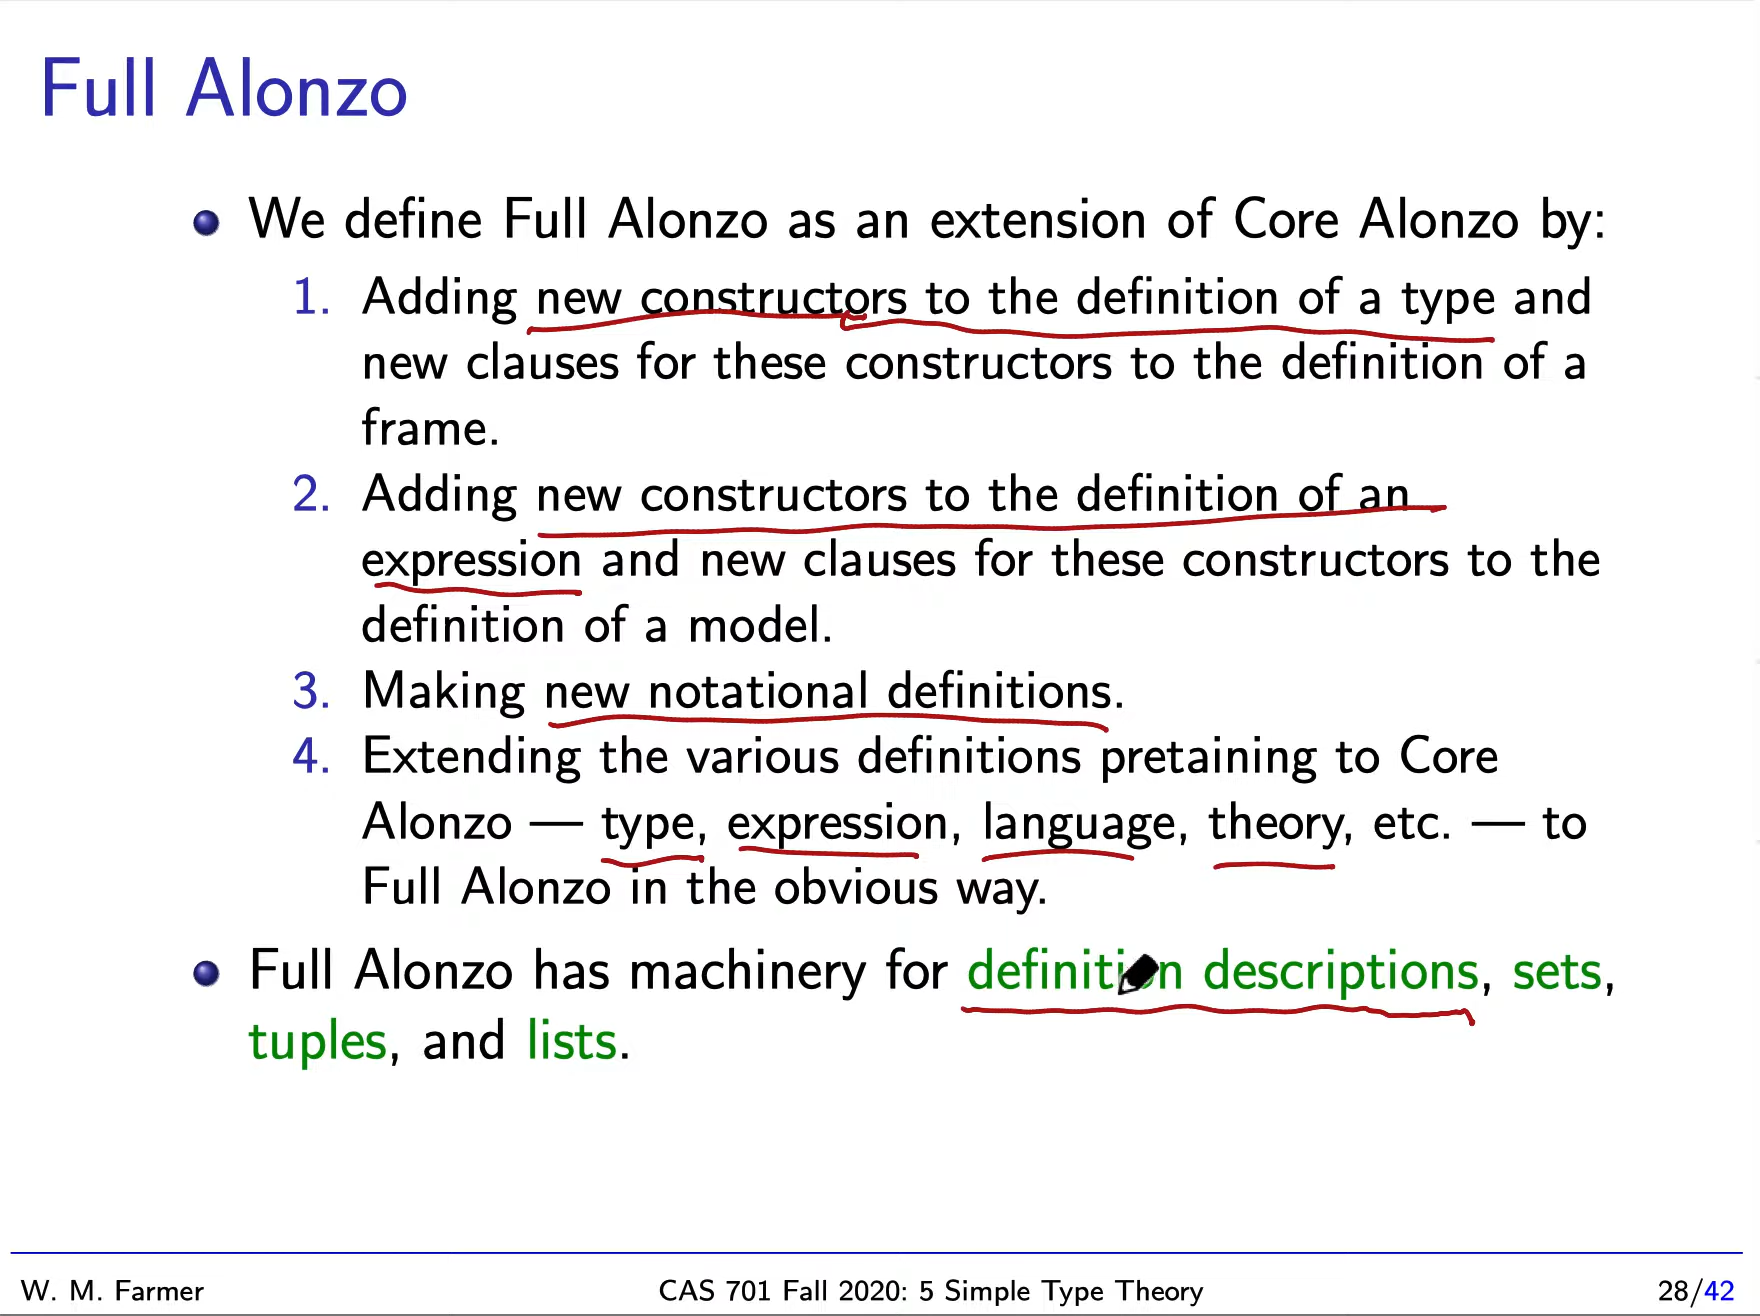 Full Alonzo
We define Full Alonzo as an extension of Core Alonzo by:
1. Adding new constructors to the definition of a type and
new clauses for these constructors to the definition of a
frame.
2. Adding new constructors to the definition of an
expression and new clauses for these constructors to the
definition of a model.
3. Making new notational definitions.
4. Extending the various definitions pretaining to Core
Alonzo — type, expression, language, theory, etc. — to
Full Alonzo in the obvious way.
Full Alonzo has machinery for definition descriptions, sets,
tuples, and lists.
W. M. Farmer CAS 701 Fall 2020: 5 Simple Type Theory 28/42